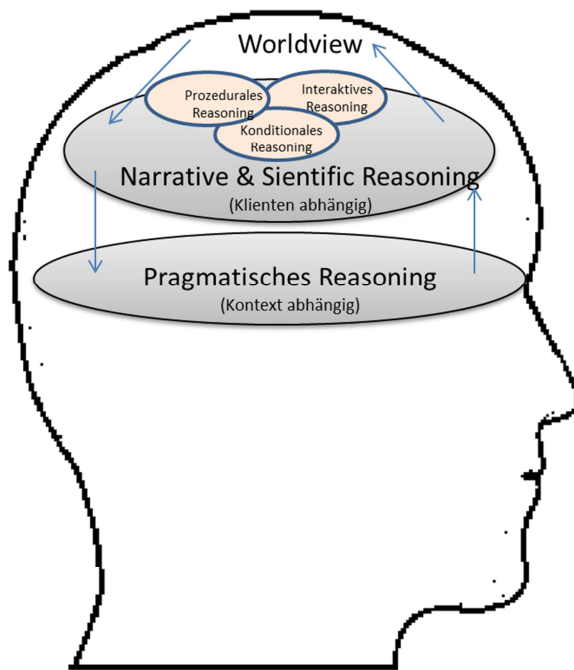 Worldview
Prozedurales
Reasoning
Interaktives
Reasoning
Konditionales
Reasoning
Narrative & Sientific Reasoning
(Klienten abhängig)
Pragmatisches Reasoning
(Kontext abhängig)